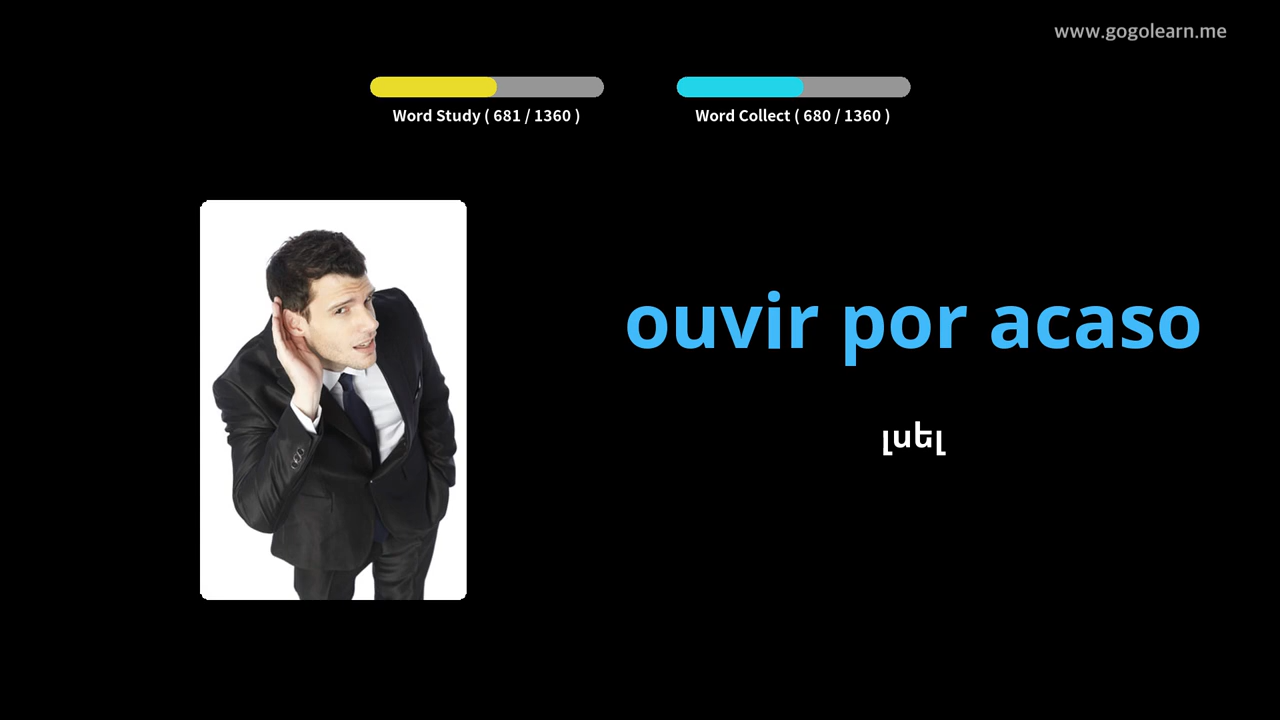 www.gogolearn.me
Word Study ( 681 / 1360 )
Word Collect ( 680 / 1360 )
ouvir por acaso
լսել